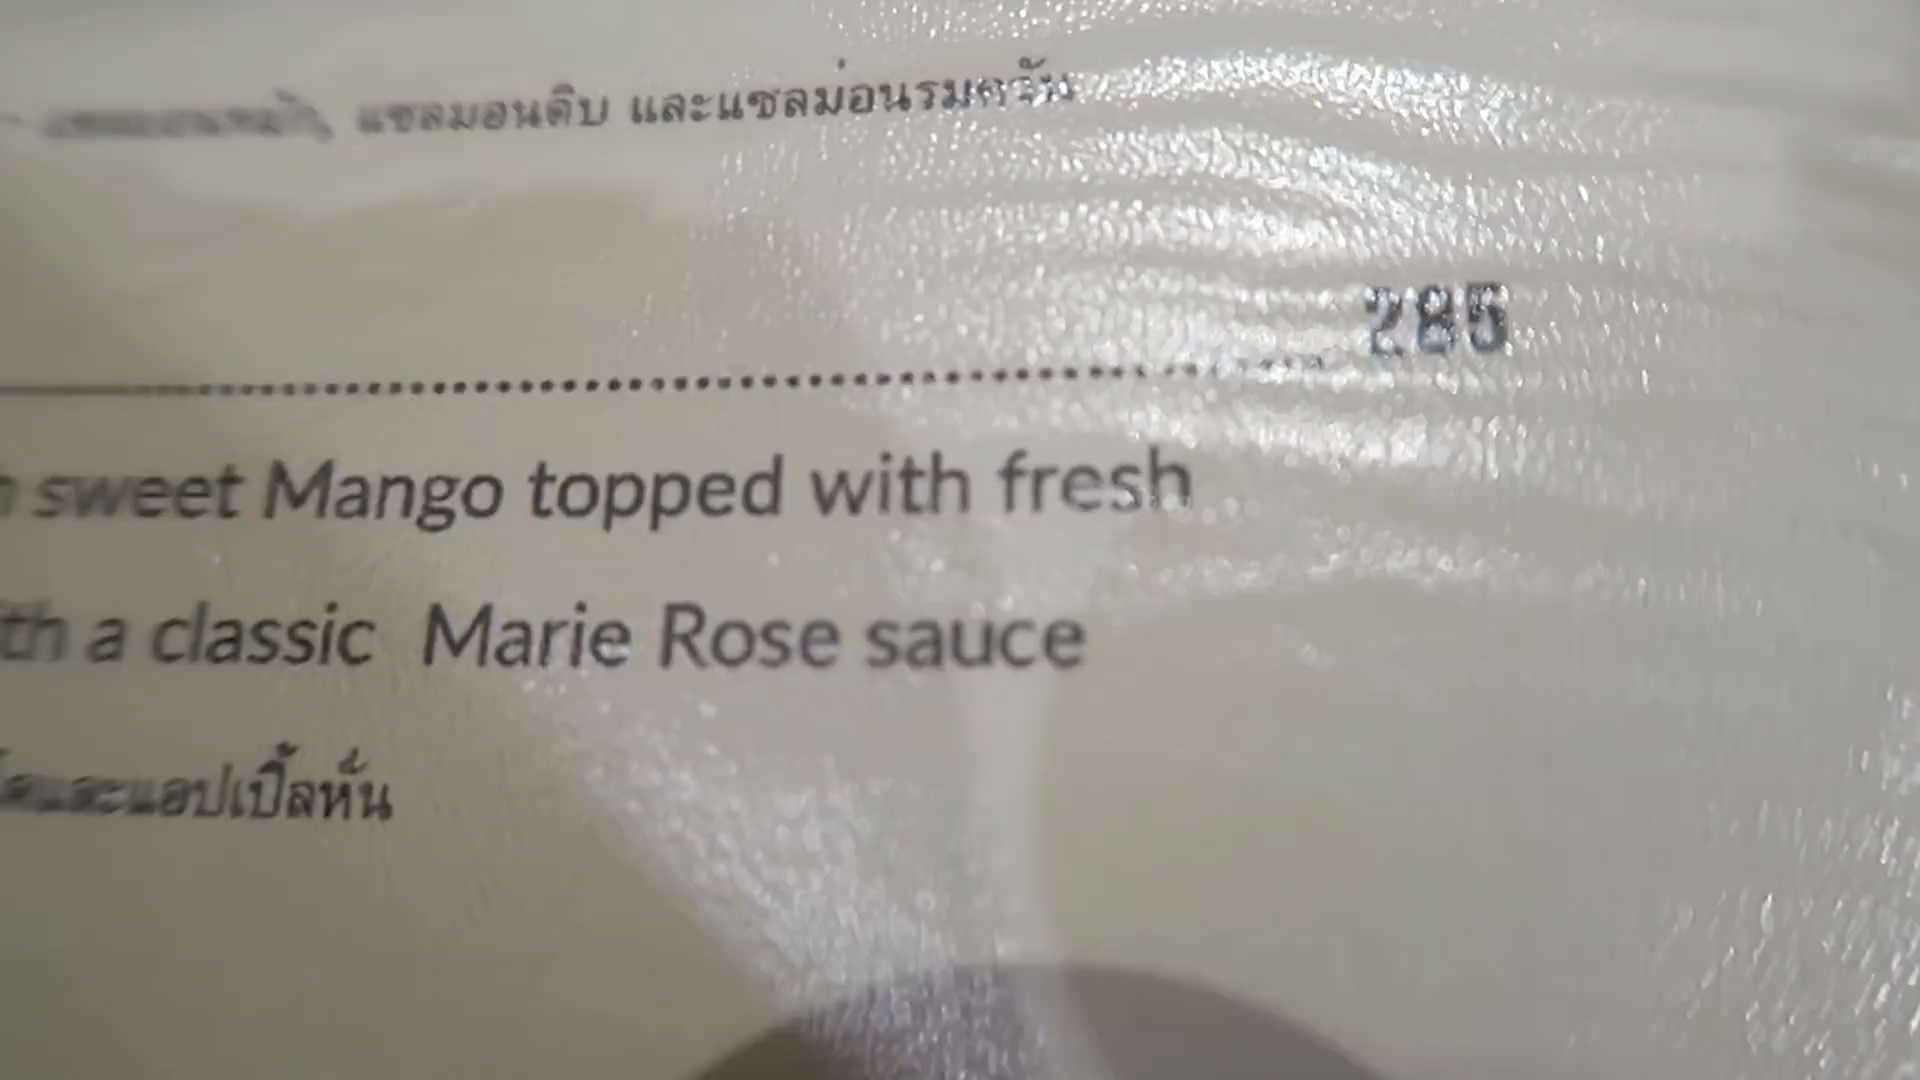 แซลมอนดิบ และแซลม่อนรมควัน
285
sweet Mango topped with fresh
a classic Marie Rose sauce
และแอปเปิ้ลหั่น